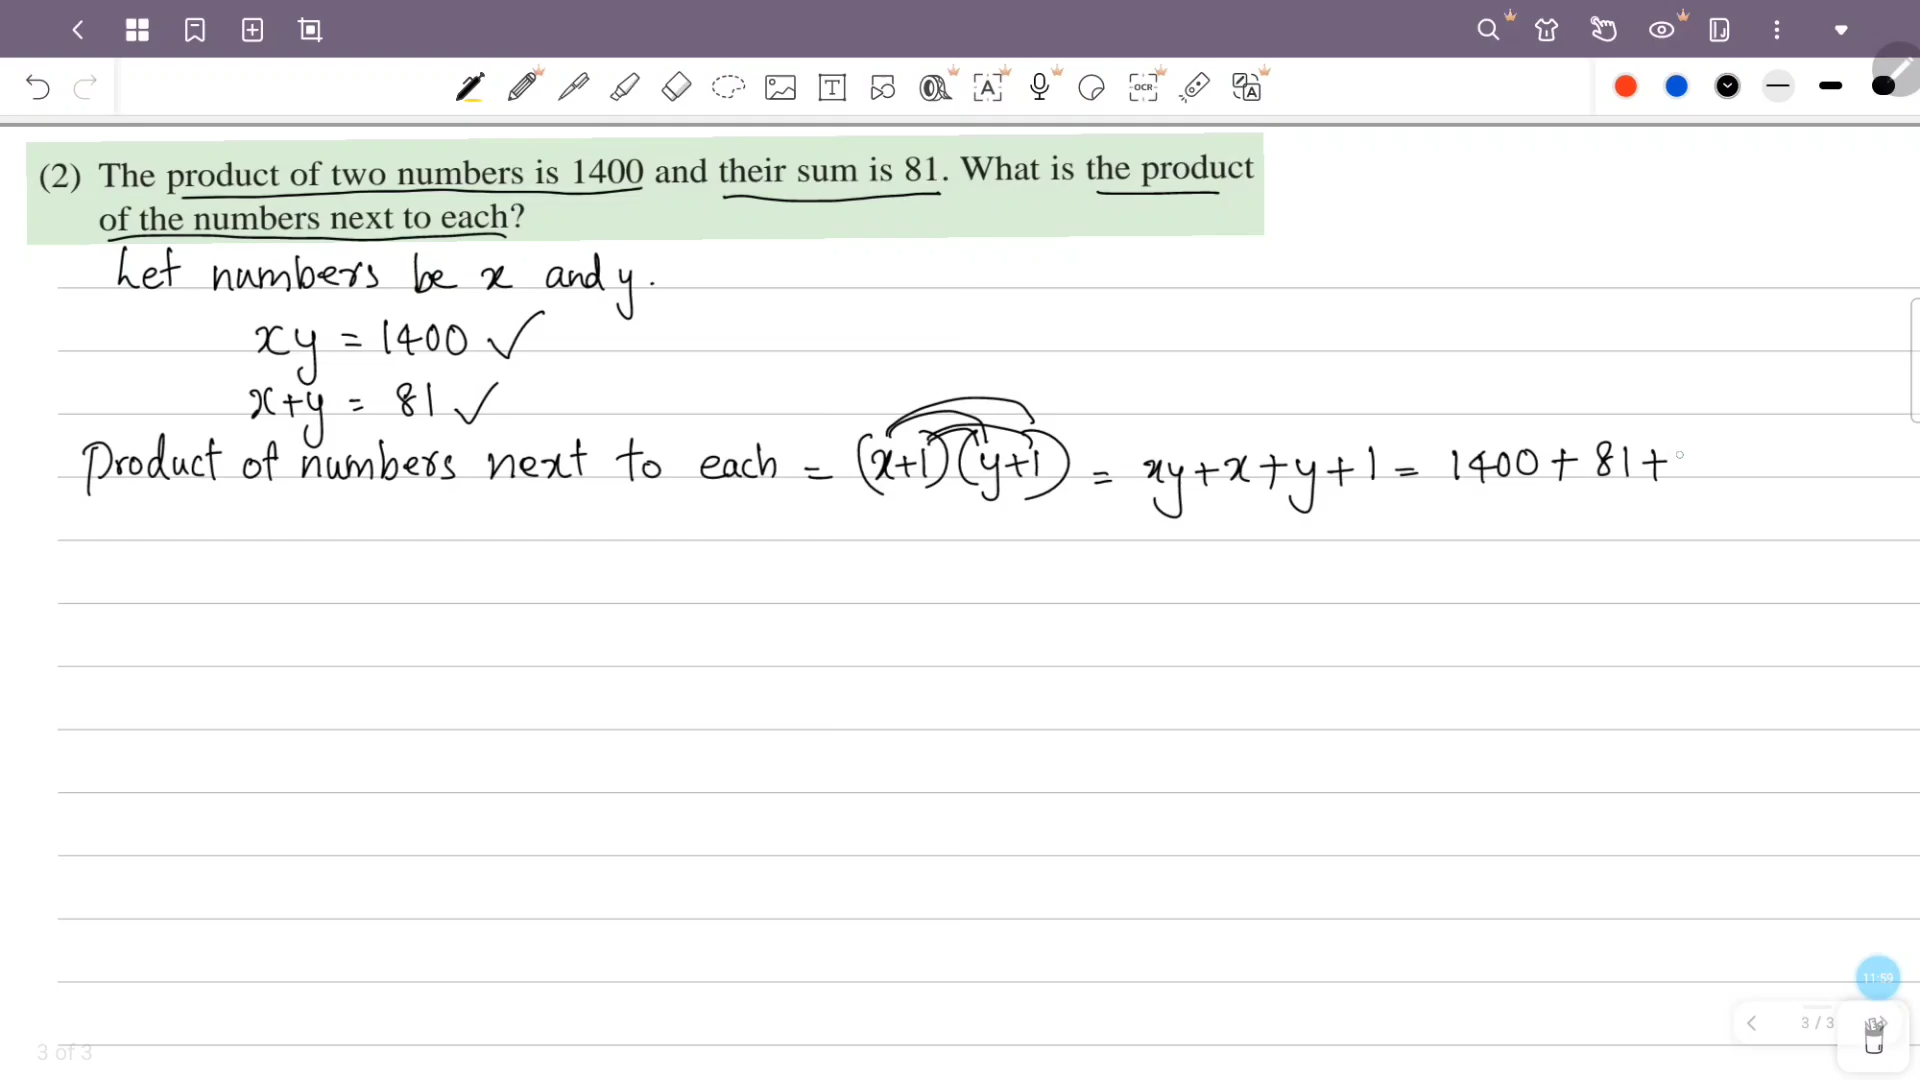 (2) The product of two numbers is 1400 and their sum is 81. What is the product
of the numbers next to each?
Let numbers be x and y.
xy = 1400 ✓
x+y = 81 ✓
Product of numbers next to each = (x+1)(y+1) = xy+x+y+1 = 1400+81+
11:59
3 / 3
3 of 3